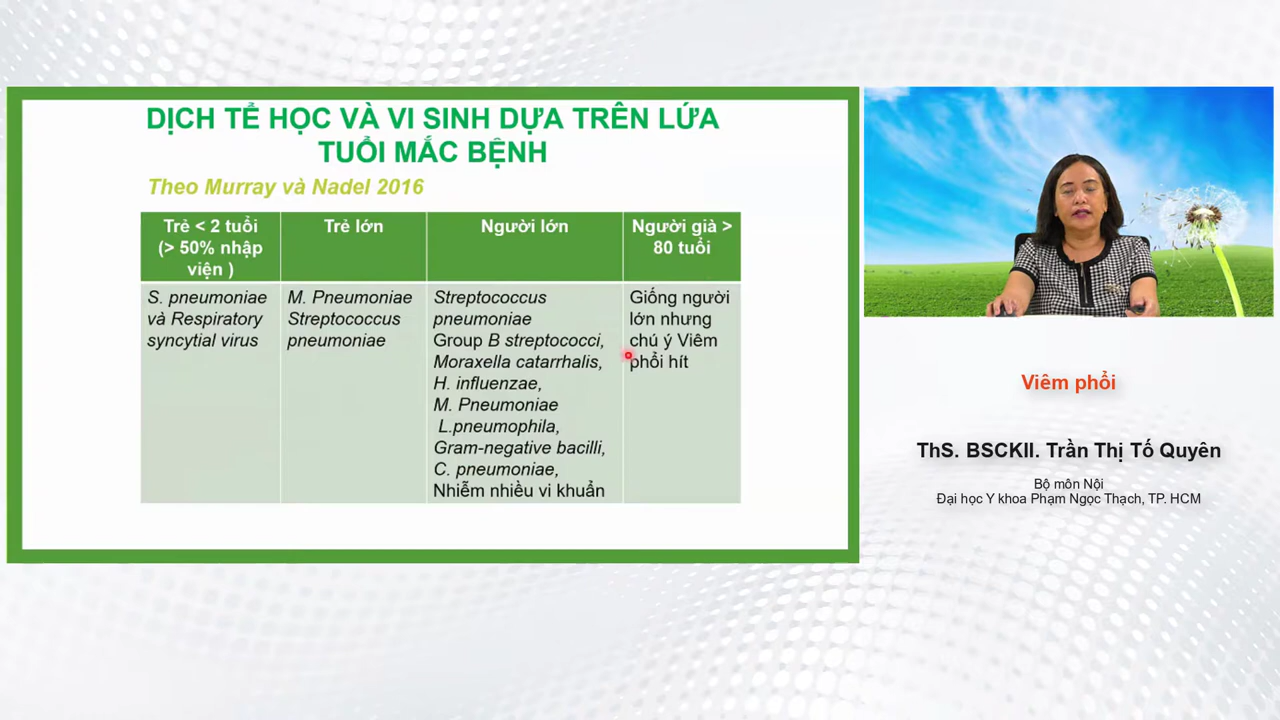 DỊCH TỂ HỌC VÀ VI SINH DỰA TRÊN LỨA
TUỔI MẮC BỆNH
Theo Murray và Nadel 2016
Trẻ < 2 tuổi
(> 50% nhập
viện )
Trẻ lớn
Người lớn
Người già >
80 tuổi
S. pneumoniae
và Respiratory
syncytial virus
M. Pneumoniae
Streptococcus
pneumoniae
Streptococcus
pneumoniae
Group B streptococci,
Moraxella catarrhalis,
H. influenzae,
M. Pneumoniae
L.pneumophila,
Gram-negative bacilli,
C. pneumoniae,
Nhiễm nhiều vi khuẩn
Giống người
lớn nhưng
chú ý Viêm
phổi hít
Viêm phổi
ThS. BSCKII. Trần Thị Tố Quyên
Bộ môn Nội
Đại học Y khoa Phạm Ngọc Thạch, TP. HCM